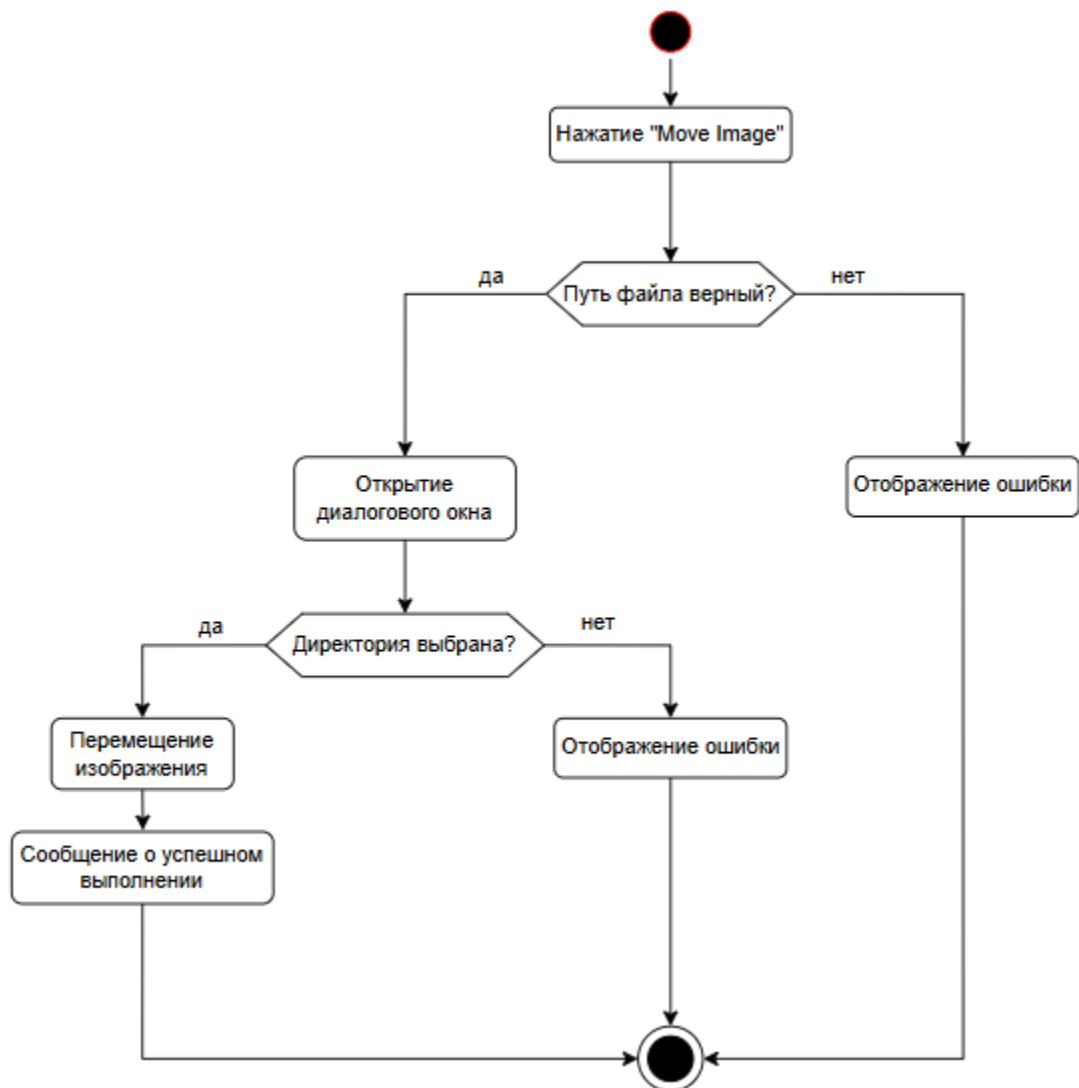 Нажатие "Move Image"
да
Путь файла верный?
нет
Открытие
диалогового окна
Отображение ошибки
да
Директория выбрана?
нет
Перемещение
изображения
Отображение ошибки
Сообщение о успешном
выполнении